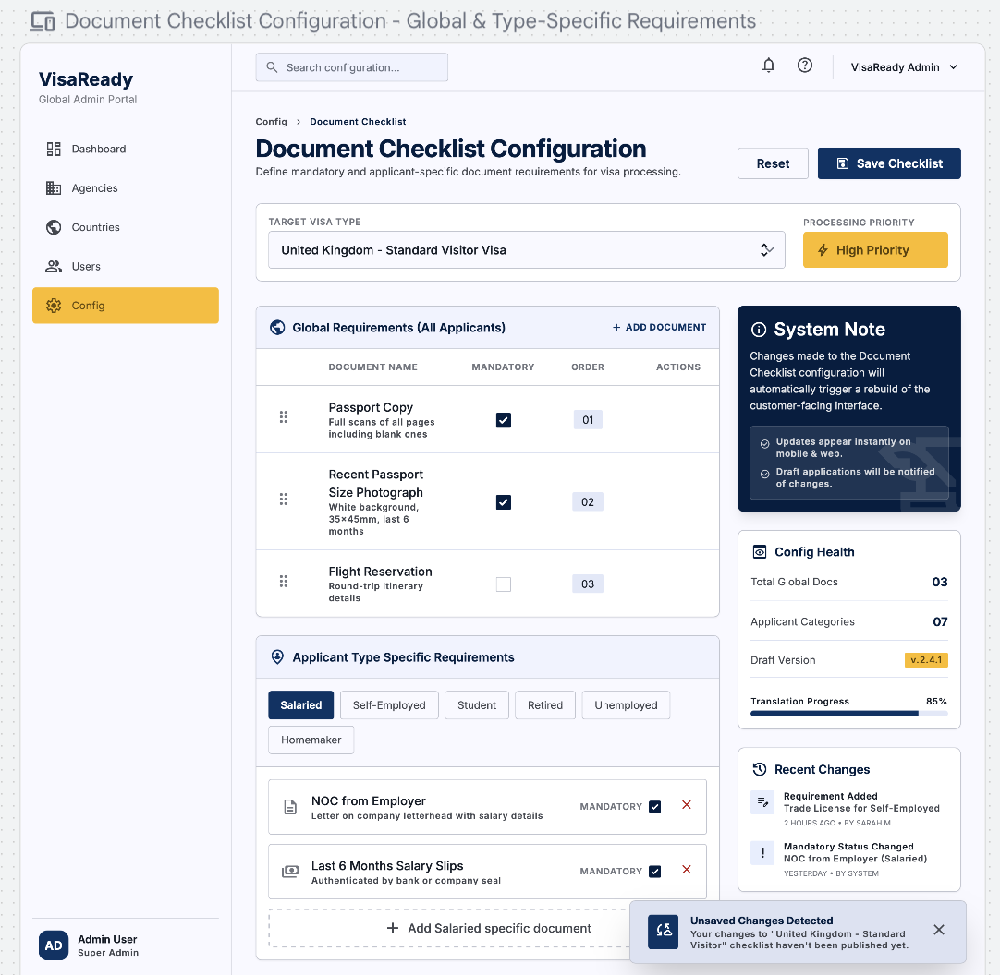 Document Checklist Configuration - Global & Type-Specific Requirements
VisaReady
Global Admin Portal
Dashboard
Agencies
Countries
Users
Config
AD
Admin User
Super Admin
Search configuration...
VisaReady Admin
Config > Document Checklist
Document Checklist Configuration
Define mandatory and applicant-specific document requirements for visa processing.
Reset
Save Checklist
TARGET VISA TYPE
United Kingdom - Standard Visitor Visa
PROCESSING PRIORITY
High Priority
Global Requirements (All Applicants)
+ ADD DOCUMENT
DOCUMENT NAME MANDATORY ORDER ACTIONS
Passport Copy
Full scans of all pages
including blank ones
01
Recent Passport
Size Photograph
White background,
35×45mm, last 6
months
02
Flight Reservation
Round-trip itinerary
details
03
Applicant Type Specific Requirements
Salaried
Self-Employed
Student
Retired
Unemployed
Homemaker
NOC from Employer
Letter on company letterhead with salary details
MANDATORY
Last 6 Months Salary Slips
Authenticated by bank or company seal
MANDATORY
+ Add Salaried specific document
System Note
Changes made to the Document
Checklist configuration will
automatically trigger a rebuild of the
customer-facing interface.
Updates appear instantly on
mobile & web.
Draft applications will be notified
of changes.
Config Health
Total Global Docs 03
Applicant Categories 07
Draft Version v.2.4.1
Translation Progress 85%
Recent Changes
Requirement Added
Trade License for Self-Employed
2 HOURS AGO • BY SARAH M.
Mandatory Status Changed
NOC from Employer (Salaried)
YESTERDAY • BY SYSTEM
Unsaved Changes Detected
Your changes to "United Kingdom - Standard
Visitor" checklist haven't been published yet.